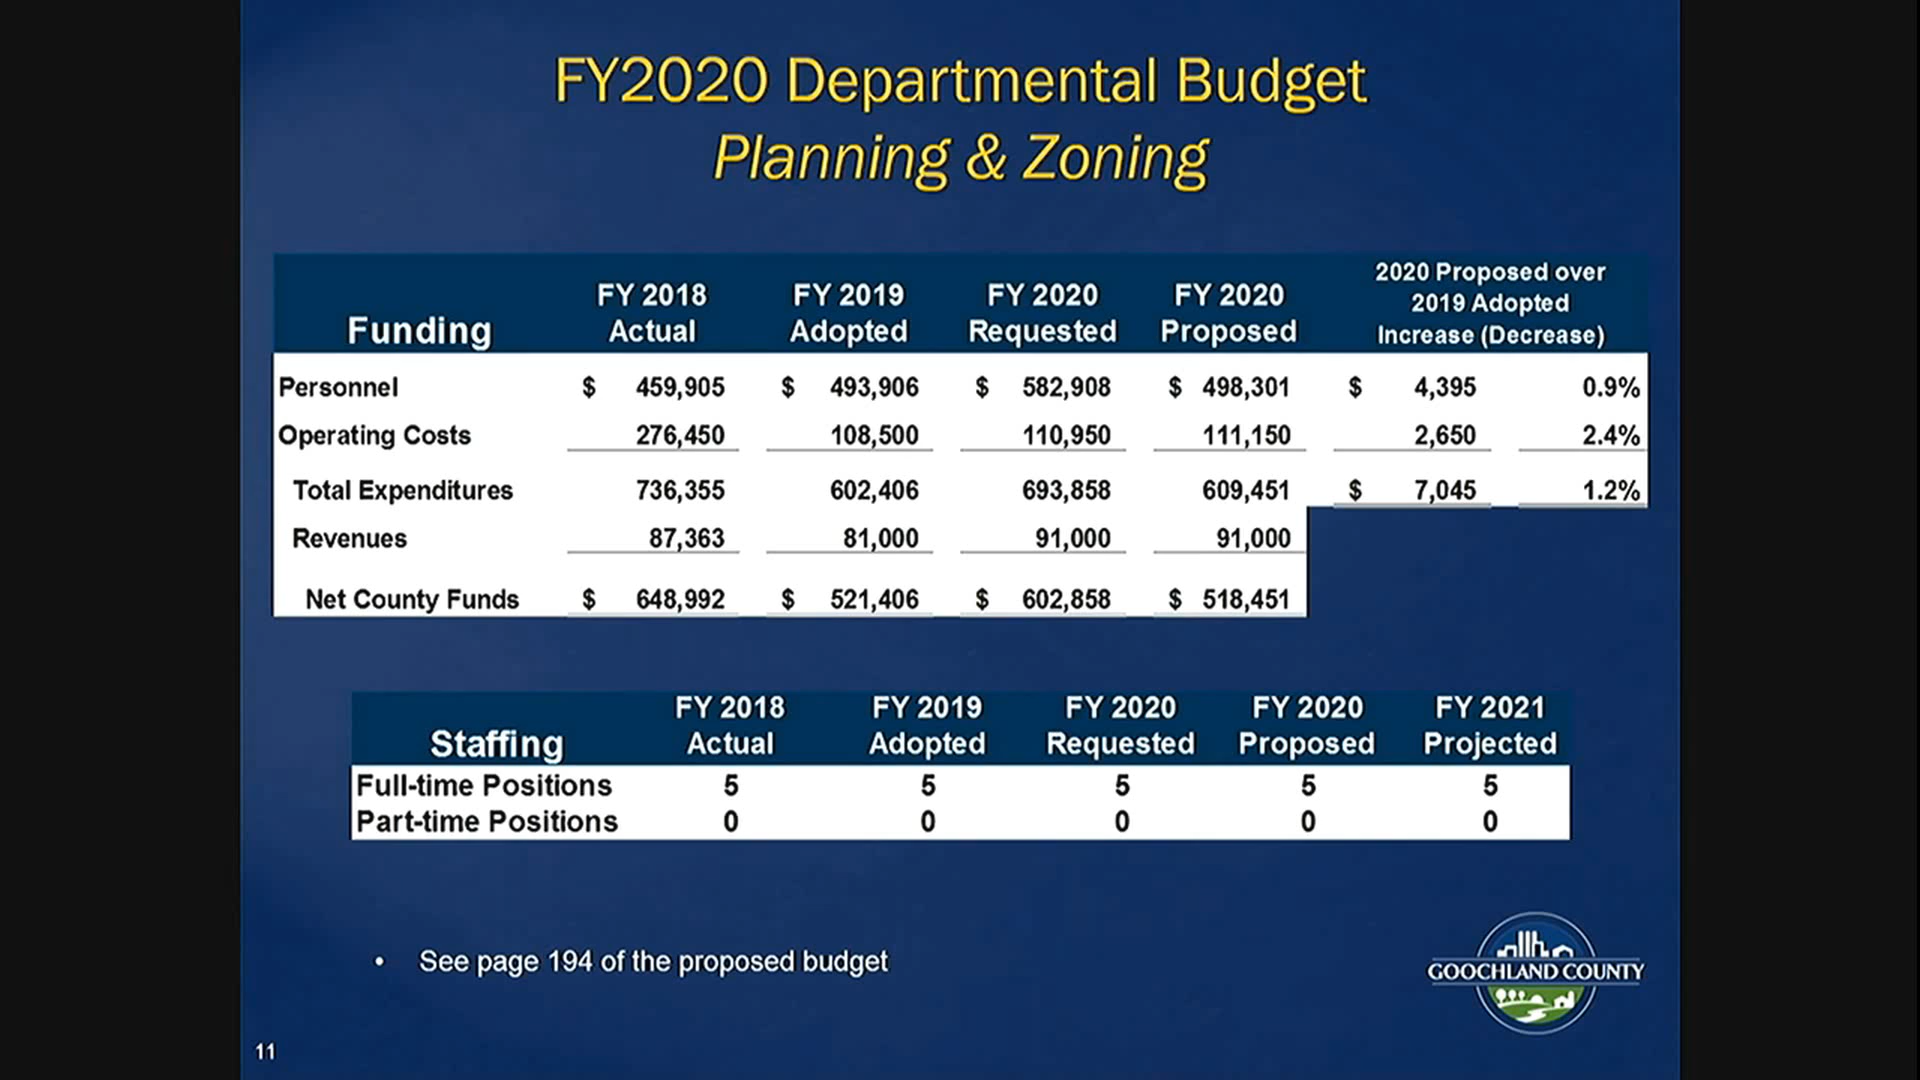 FY2020 Departmental Budget
Planning & Zoning
Funding FY 2018 Actual FY 2019 Adopted FY 2020 Requested FY 2020 Proposed 2020 Proposed over 2019 Adopted Increase (Decrease)
Personnel $ 459,905 $ 493,906 $ 582,908 $ 498,301 $ 4,395 0.9%
Operating Costs 276,450 108,500 110,950 111,150 2,650 2.4%
Total Expenditures 736,355 602,406 693,858 609,451 $ 7,045 1.2%
Revenues 87,363 81,000 91,000 91,000
Net County Funds $ 648,992 $ 521,406 $ 602,858 $ 518,451
Staffing FY 2018 Actual FY 2019 Adopted FY 2020 Requested FY 2020 Proposed FY 2021 Projected
Full-time Positions 5 5 5 5 5
Part-time Positions 0 0 0 0 0
• See page 194 of the proposed budget
GOOCHLAND COUNTY
11